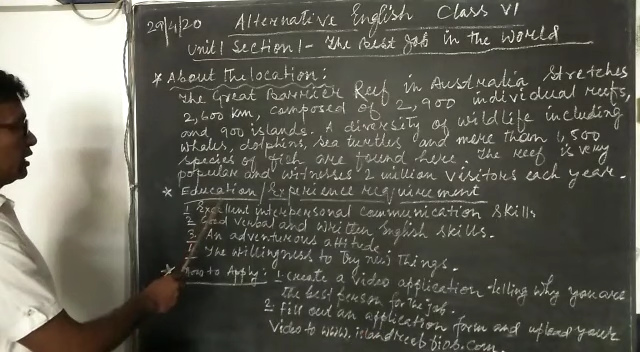 29/4/20
Alternative English Class VI
Unit 1 Section 1 - The Best Job in the World
* About the location:
The Great Barrier Reef in Australia stretches
2,600 km, composed of 2,900 individual reefs,
and 900 islands. A diversity of wildlife including
whales, dolphins, sea turtles and more than 1,500
species of fish are found here. The reef is very
popular and witnesses 2 million visitors each year.
* Education / Experience requirement
1. Excellent interpersonal communication skills
2. Good verbal and written English skills.
3. An adventurous attitude.
The willingness to try new things.
* How to Apply: 1. create a video application telling why you are
the best person for the job.
2. Fill out an application form and upload your
video to www.islandreefjob.com.